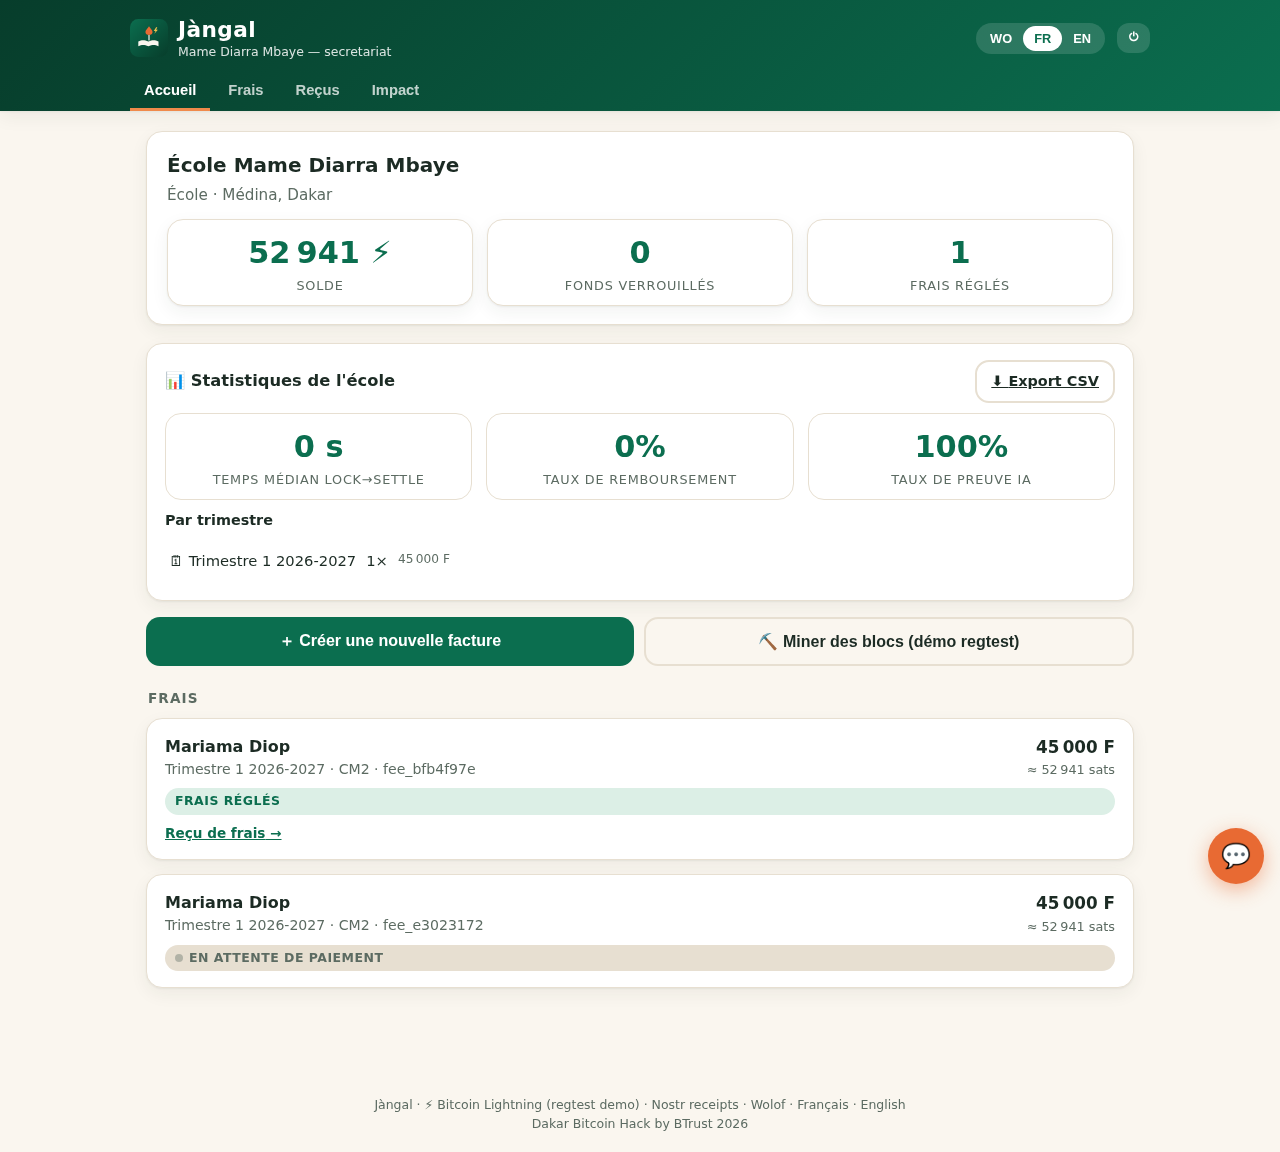 Jàngal
Mame Diarra Mbaye — secretariat
WO FR EN
Accueil Frais Reçus Impact
École Mame Diarra Mbaye
École · Médina, Dakar
52 941 ⚡ 0 1
SOLDE FONDS VERROUILLÉS FRAIS RÉGLÉS
📊 Statistiques de l'école
⬇ Export CSV
0 s 0% 100%
TEMPS MÉDIAN LOCK→SETTLE TAUX DE REMBOURSEMENT TAUX DE PREUVE IA
Par trimestre
🗓 Trimestre 1 2026-2027 1× 45 000 F
+ Créer une nouvelle facture
⛏️ Miner des blocs (démo regtest)
FRAIS
Mariama Diop 45 000 F
Trimestre 1 2026-2027 · CM2 · fee_bfb4f97e ≈ 52 941 sats
FRAIS RÉGLÉS
Reçu de frais →
Mariama Diop 45 000 F
Trimestre 1 2026-2027 · CM2 · fee_e3023172 ≈ 52 941 sats
EN ATTENTE DE PAIEMENT
Jàngal · ⚡ Bitcoin Lightning (regtest demo) · Nostr receipts · Wolof · Français · English
Dakar Bitcoin Hack by BTrust 2026